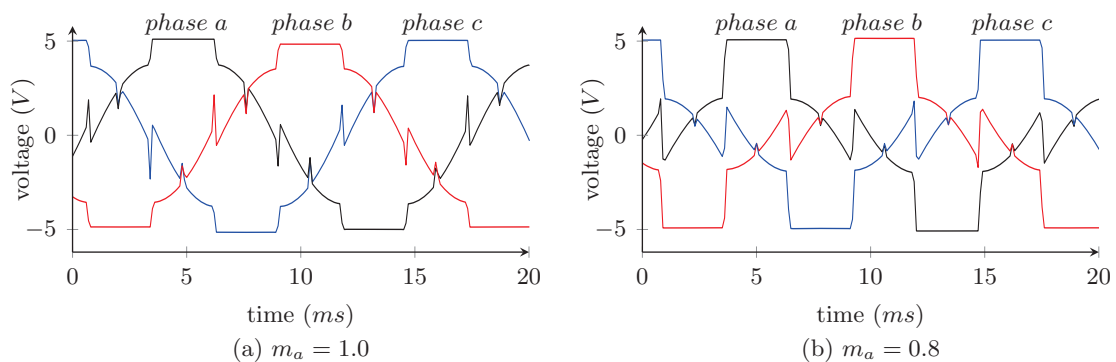 phase a phase b phase c
5
0
−5
voltage (V)
0 5 10 15 20
time (ms)
(a) m_a = 1.0
phase a phase b phase c
5
0
−5
voltage (V)
0 5 10 15 20
time (ms)
(b) m_a = 0.8